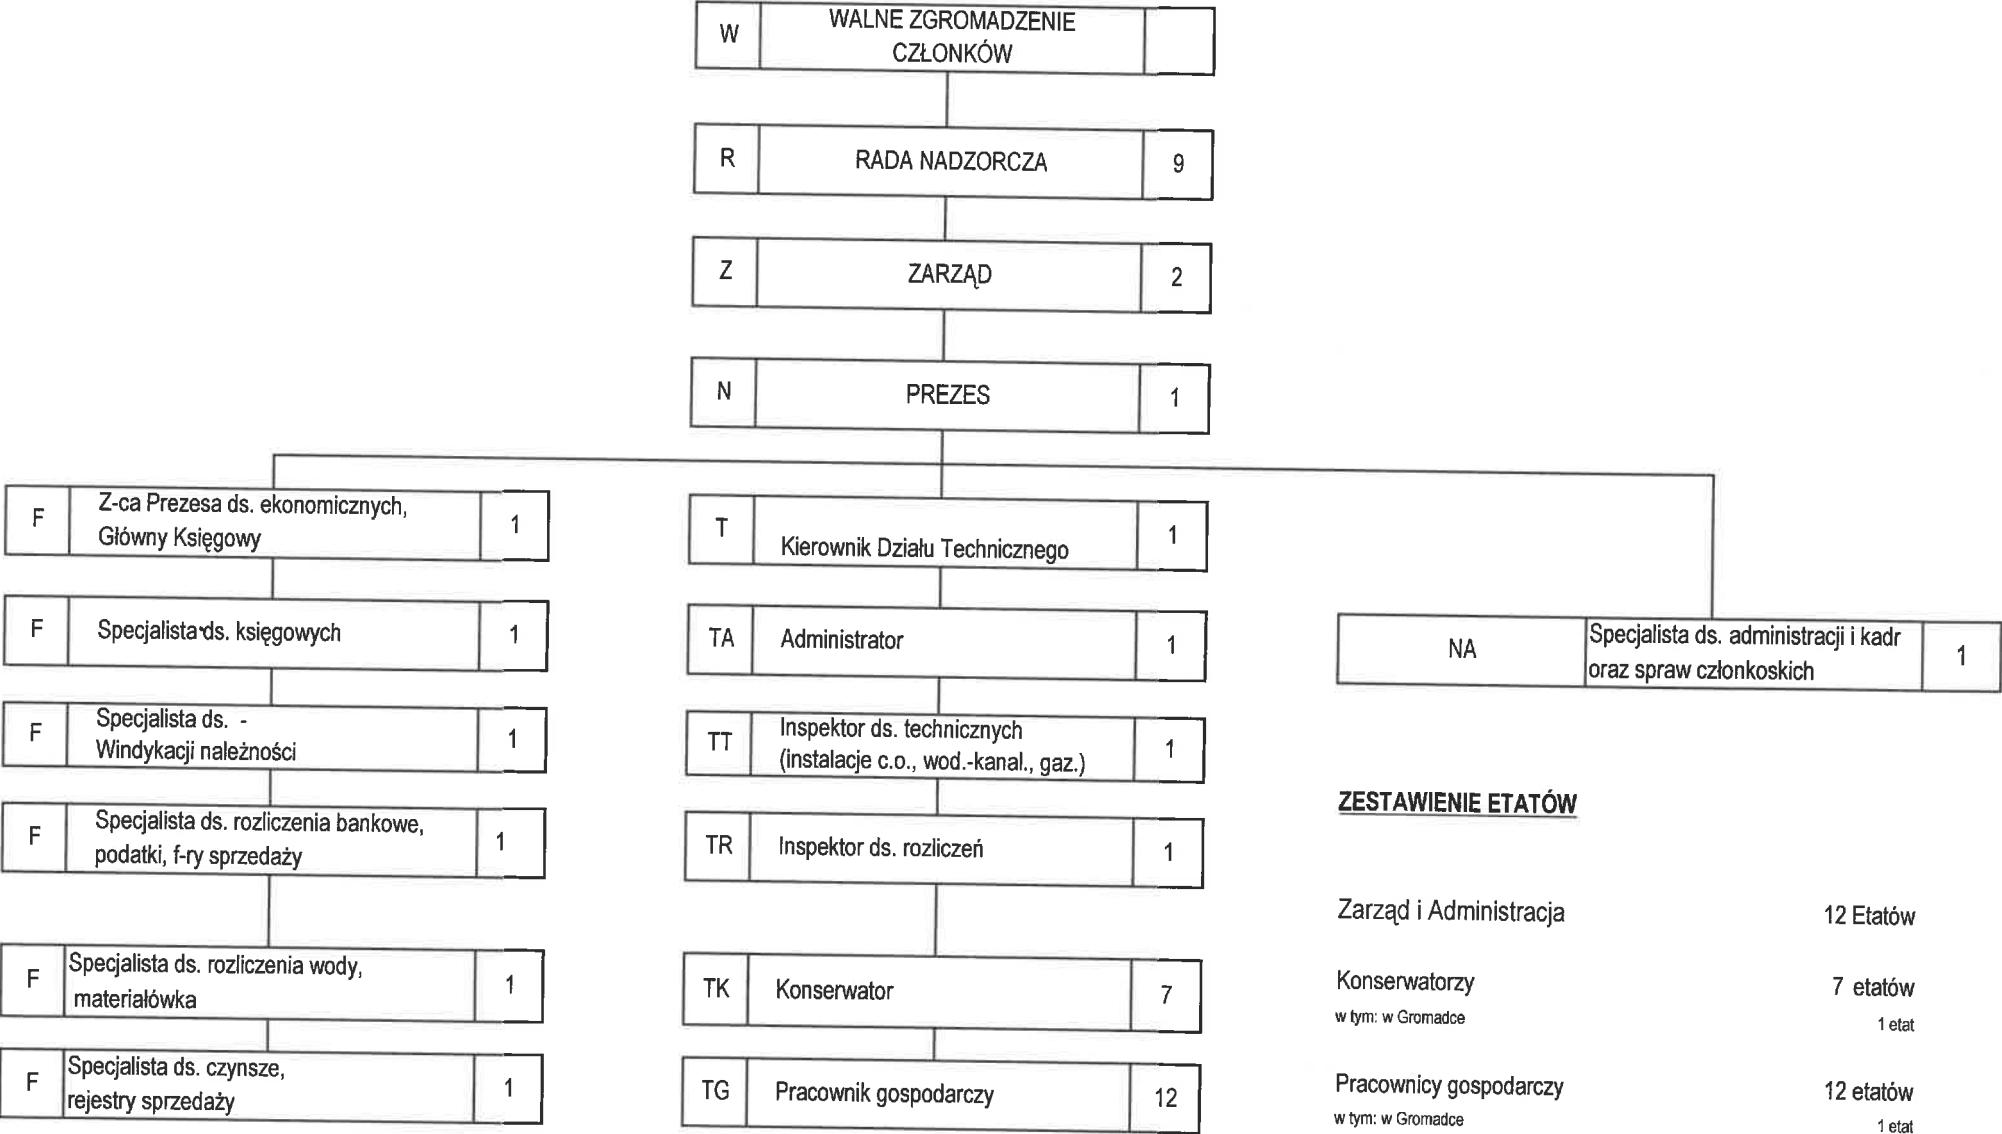 W
WALNE ZGROMADZENIE
CZŁONKÓW
R
RADA NADZORCZA
9
Z
ZARZĄD
2
N
PREZES
1
F
Z-ca Prezesa ds. ekonomicznych,
Główny Księgowy
1
F
Specjalista ds. księgowych
1
F
Specjalista ds. -
Windykacji należności
1
F
Specjalista ds. rozliczenia bankowe,
podatki, f-ry sprzedaży
1
F
Specjalista ds. rozliczenia wody,
materiałówka
1
F
Specjalista ds. czynsze,
rejestry sprzedaży
1
T
Kierownik Działu Technicznego
1
TA
Administrator
1
TT
Inspektor ds. technicznych
(instalacje c.o., wod.-kanal., gaz.)
1
TR
Inspektor ds. rozliczeń
1
TK
Konserwator
7
TG
Pracownik gospodarczy
12
NA
Specjalista ds. administracji i kadr
oraz spraw członkoskich
1
ZESTAWIENIE ETATÓW
Zarząd i Administracja 12 Etatów
Konserwatorzy 7 etatów
w tym: w Gromadce 1 etat
Pracownicy gospodarczy 12 etatów
w tym: w Gromadce 1 etat